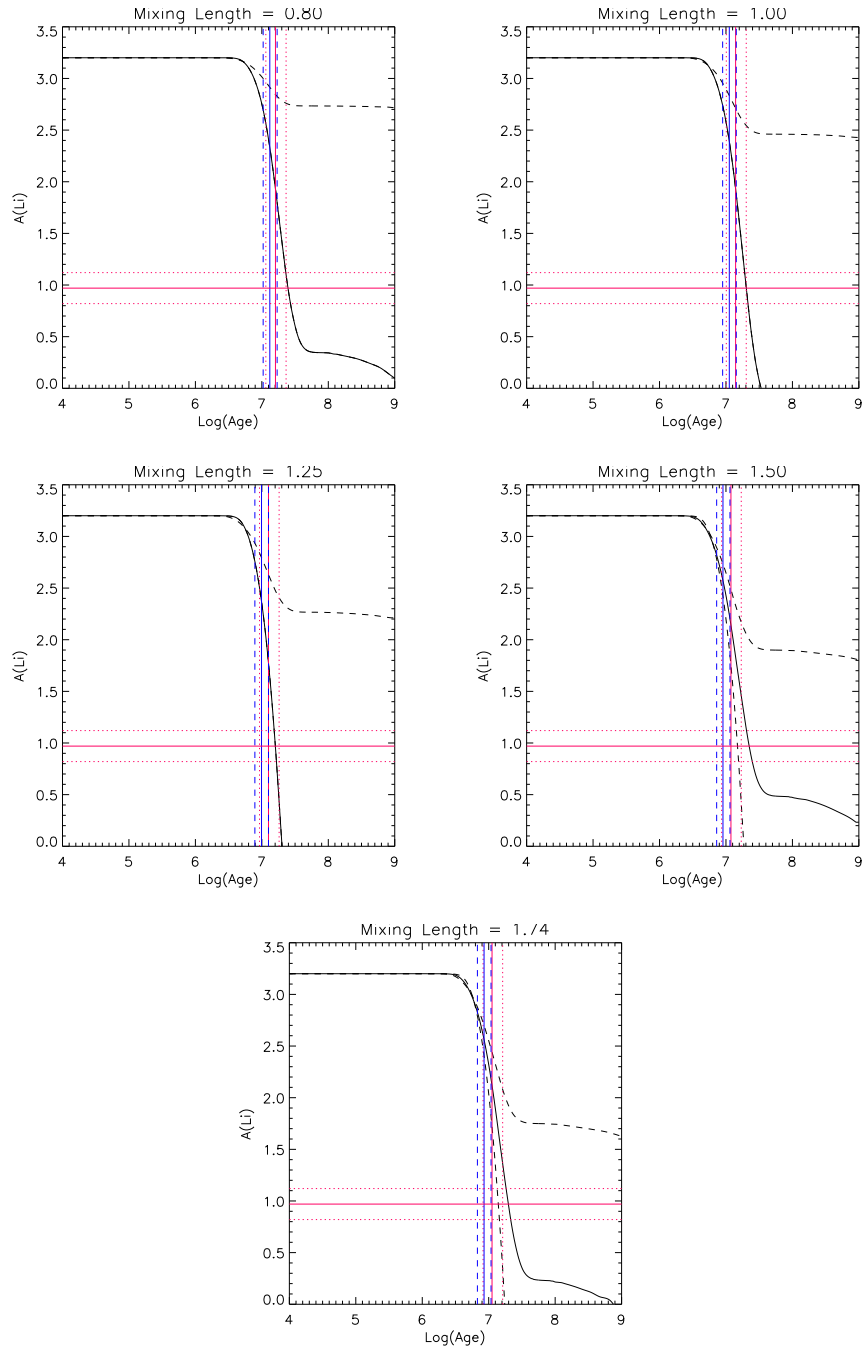 Mixing Length = 0.80
3.5
3.0
2.5
2.0
1.5
1.0
0.5
0.0
A(Li)
4 5 6 7 8 9
Log(Age)
Mixing Length = 1.00
3.5
3.0
2.5
2.0
1.5
1.0
0.5
0.0
A(Li)
4 5 6 7 8 9
Log(Age)
Mixing Length = 1.25
3.5
3.0
2.5
2.0
1.5
1.0
0.5
0.0
A(Li)
4 5 6 7 8 9
Log(Age)
Mixing Length = 1.50
3.5
3.0
2.5
2.0
1.5
1.0
0.5
0.0
A(Li)
4 5 6 7 8 9
Log(Age)
Mixing Length = 1.74
3.5
3.0
2.5
2.0
1.5
1.0
0.5
0.0
A(Li)
4 5 6 7 8 9
Log(Age)